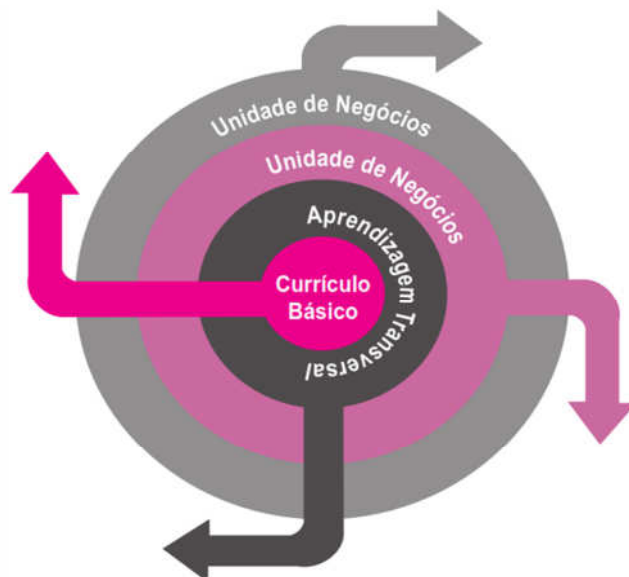 Unidade de Negócios
Unidade de Negócios
Aprendizagem Transversal
Currículo
Básico